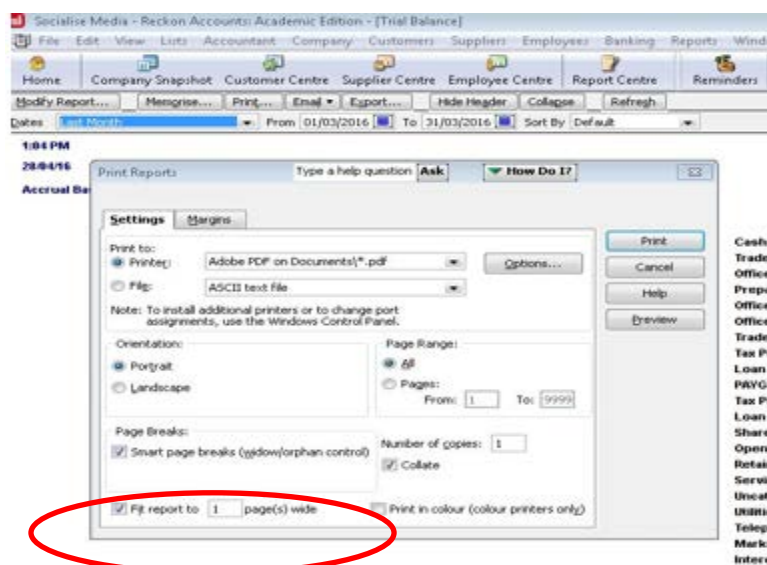 Socialise Media - Reckon Accounts: Academic Edition - [Trial Balance]
File Edit View Lists Accountant Company Customers Suppliers Employees Banking Reports Wind
Home Company Snapshot Customer Centre Supplier Centre Employee Centre Report Centre Reminders
Modify Report... Memorise... Print... Email Export... Hide Header Collapse Refresh
Dates Last Month From 01/03/2016 To 31/03/2016 Sort By Default
1:04 PM
28/04/16
Accrual Ba
Print Reports Type a help question Ask How Do I?
Settings Margins
Print to:
Printer: Adobe PDF on Documents\*.pdf Options...
File: ASCII text file
Note: To install additional printers or to change port
assignments, use the Windows Control Panel.
Orientation:
Portrait
Landscape
Page Range:
All
Pages:
From: 1 To: 9999
Page Breaks:
Smart page breaks (widow/orphan control)
Number of copies: 1
Collate
Fit report to 1 page(s) wide
Print in colour (colour printers only)
Print
Cancel
Help
Preview
Cash
Trade
Office
Prepa
Office
Office
Trade
Tax P
Loan
PAYG
Tax P
Loan
Share
Open
Retai
Servi
Uncat
Utiliti
Telep
Mark
Inter